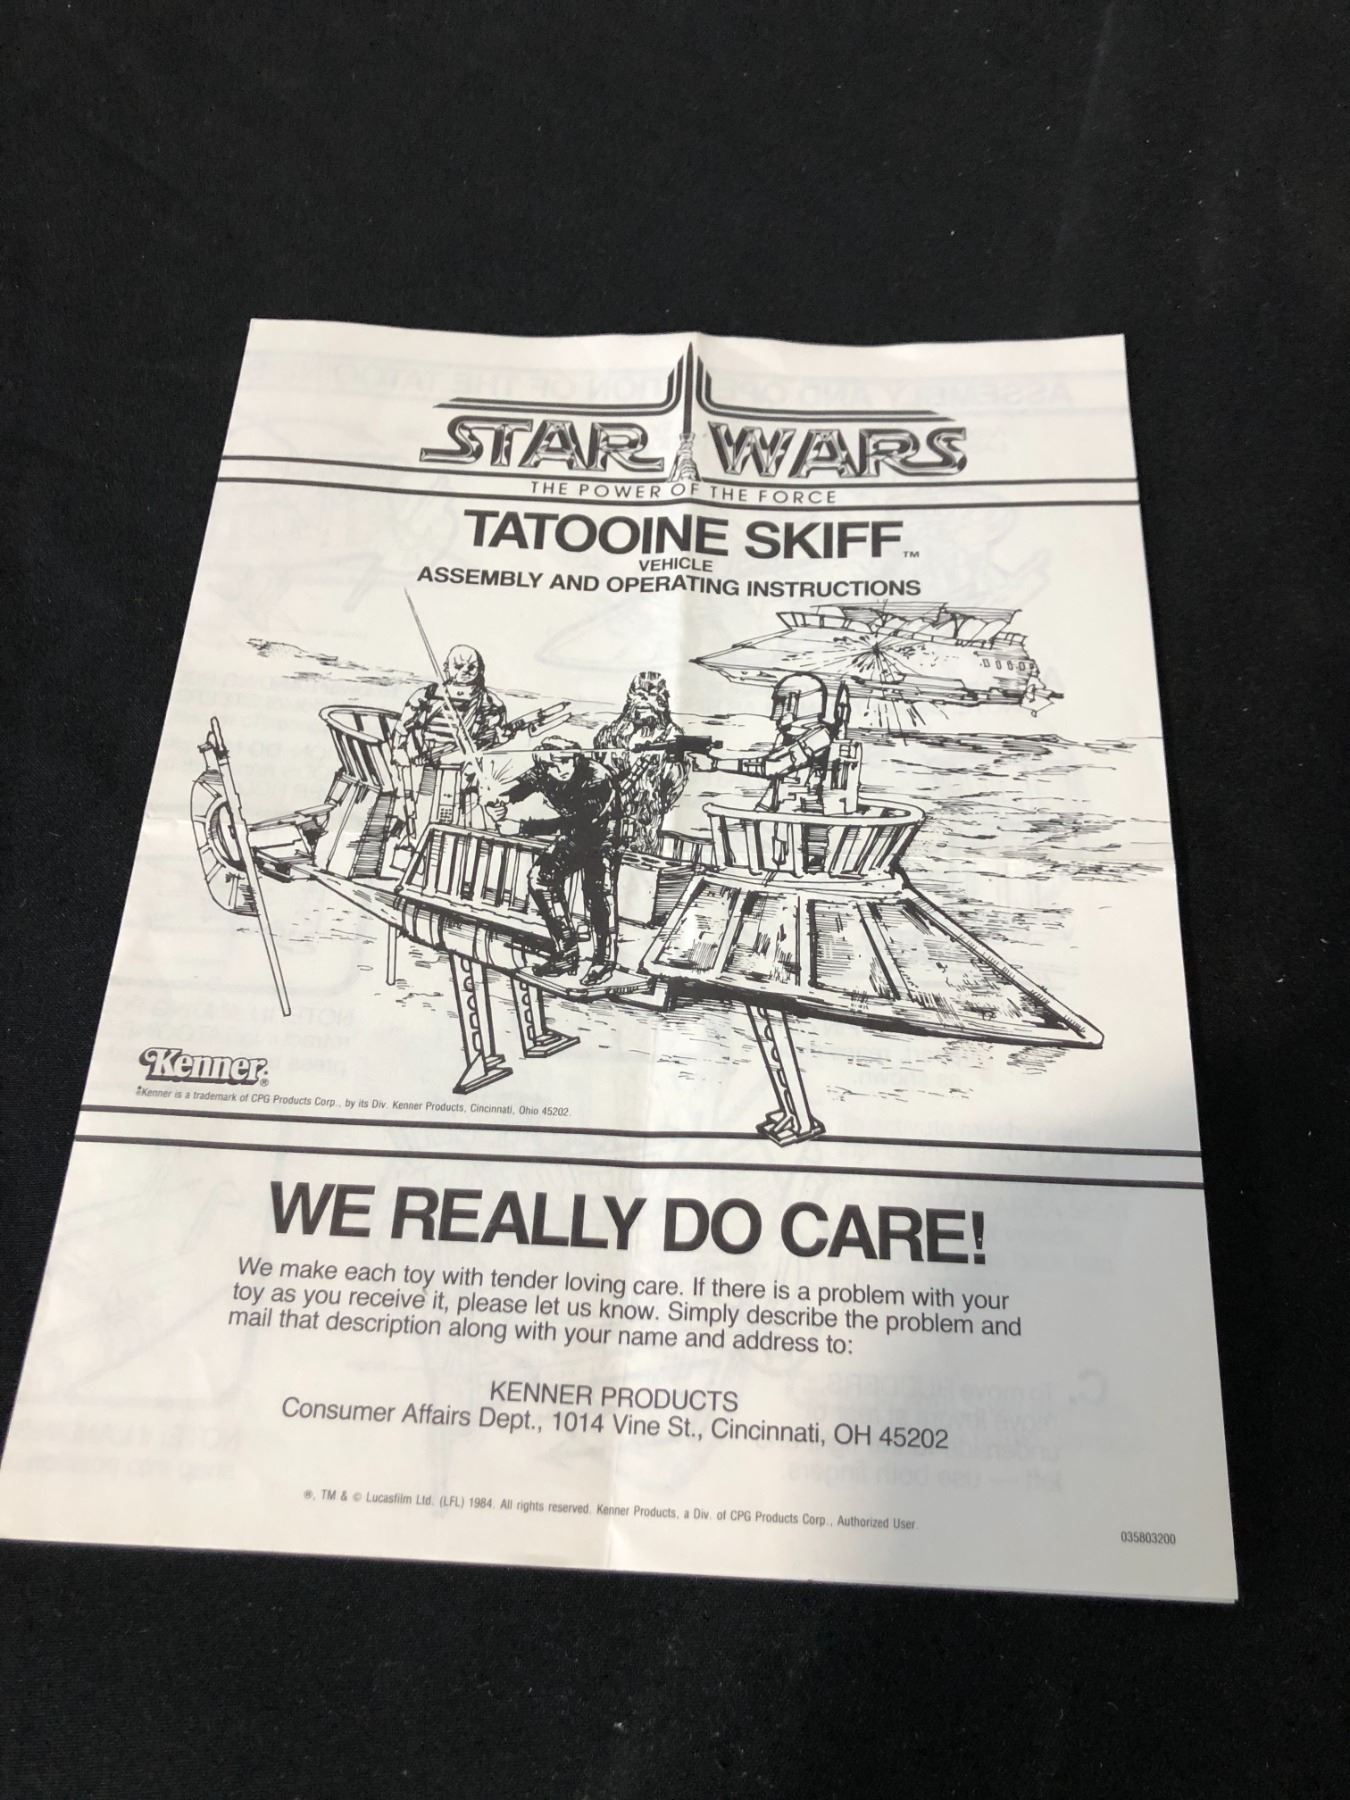 STAR WARS
THE POWER OF THE FORCE
TATOOINE SKIFF™
VEHICLE
ASSEMBLY AND OPERATING INSTRUCTIONS
Kenner®
*Kenner is a trademark of CPG Products Corp., by its Div. Kenner Products, Cincinnati, Ohio 45202.
WE REALLY DO CARE!
We make each toy with tender loving care. If there is a problem with your
toy as you receive it, please let us know. Simply describe the problem and
mail that description along with your name and address to:
KENNER PRODUCTS
Consumer Affairs Dept., 1014 Vine St., Cincinnati, OH 45202
®, TM & © Lucasfilm Ltd. (LFL) 1984. All rights reserved. Kenner Products, a Div. of CPG Products Corp., Authorized User.
035803200